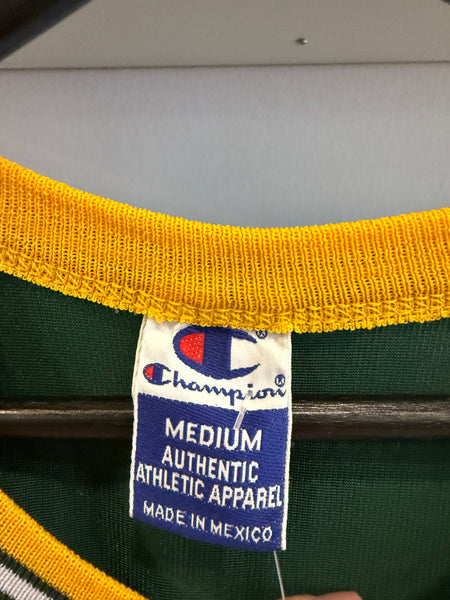 ®
Champion®
MEDIUM
AUTHENTIC
ATHLETIC APPAREL
MADE IN MEXICO